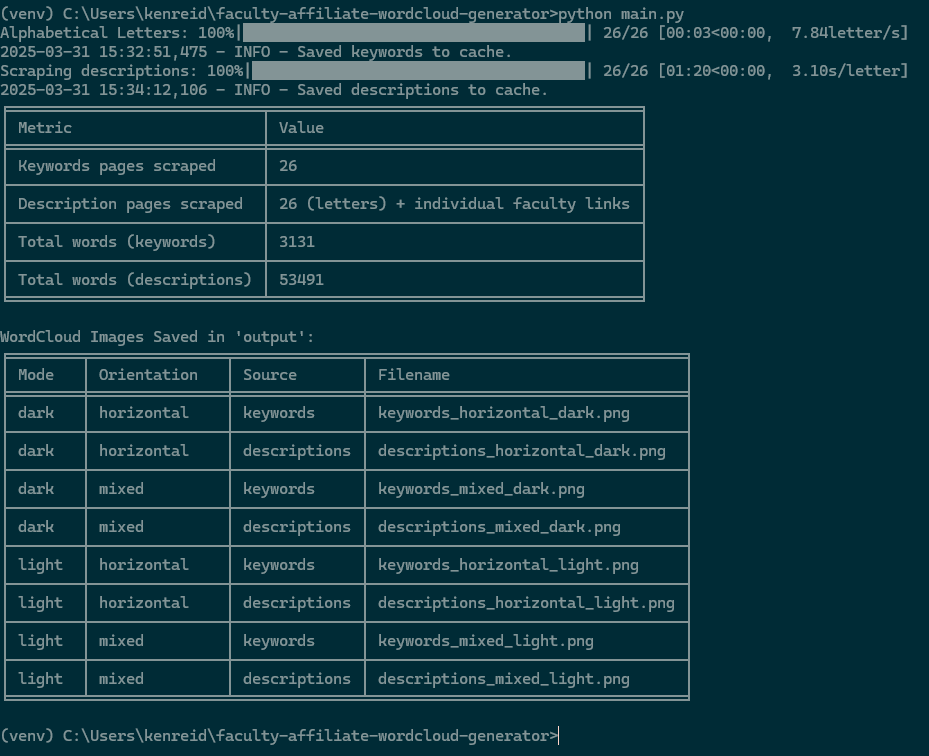 (venv) C:\Users\kenreid\faculty-affiliate-wordcloud-generator>python main.py
Alphabetical Letters: 100%|██████████| 26/26 [00:03<00:00,  7.84letter/s]
2025-03-31 15:32:51,475 - INFO - Saved keywords to cache.
Scraping descriptions: 100%|██████████| 26/26 [01:20<00:00,  3.10s/letter]
2025-03-31 15:34:12,106 - INFO - Saved descriptions to cache.
Metric Value
Keywords pages scraped 26
Description pages scraped 26 (letters) + individual faculty links
Total words (keywords) 3131
Total words (descriptions) 53491
WordCloud Images Saved in 'output':
Mode Orientation Source Filename
dark horizontal keywords keywords_horizontal_dark.png
dark horizontal descriptions descriptions_horizontal_dark.png
dark mixed keywords keywords_mixed_dark.png
dark mixed descriptions descriptions_mixed_dark.png
light horizontal keywords keywords_horizontal_light.png
light horizontal descriptions descriptions_horizontal_light.png
light mixed keywords keywords_mixed_light.png
light mixed descriptions descriptions_mixed_light.png
(venv) C:\Users\kenreid\faculty-affiliate-wordcloud-generator>